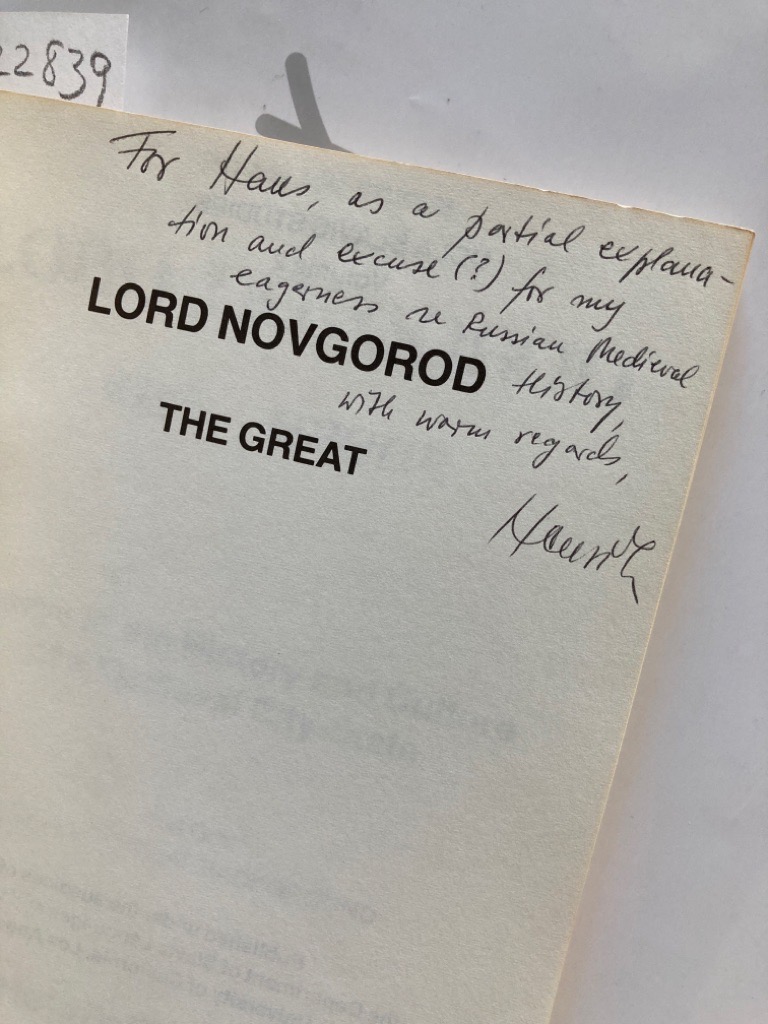 22839
For Hans, as a partial explana-
tion and excuse(?) for my
eagerness re Russian Medieval
History,
with warm regards,
LORD NOVGOROD
THE GREAT